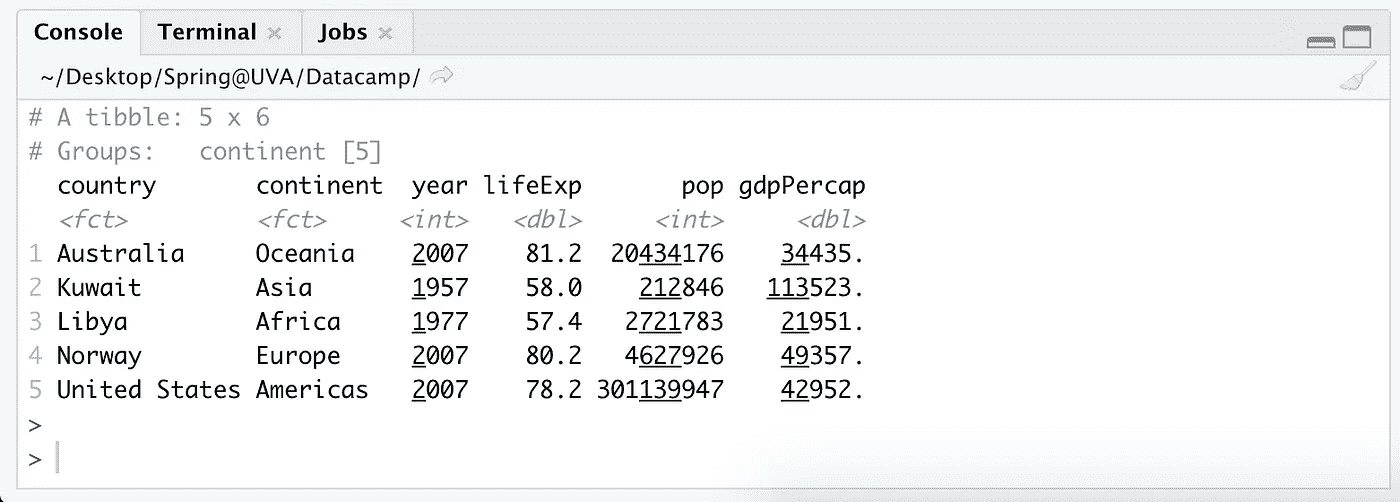 Console Terminal Jobs
~/Desktop/Spring@UVA/Datacamp/
# A tibble: 5 x 6
# Groups:   continent [5]
  country       continent  year lifeExp       pop gdpPercap
  <fct>         <fct>     <int>   <dbl>     <int>     <dbl>
1 Australia     Oceania    2007    81.2  20434176    34435.
2 Kuwait        Asia       1957    58.0    212846   113523.
3 Libya         Africa     1977    57.4   2721783    21951.
4 Norway        Europe     2007    80.2   4627926    49357.
5 United States Americas   2007    78.2 301139947    42952.
>
>